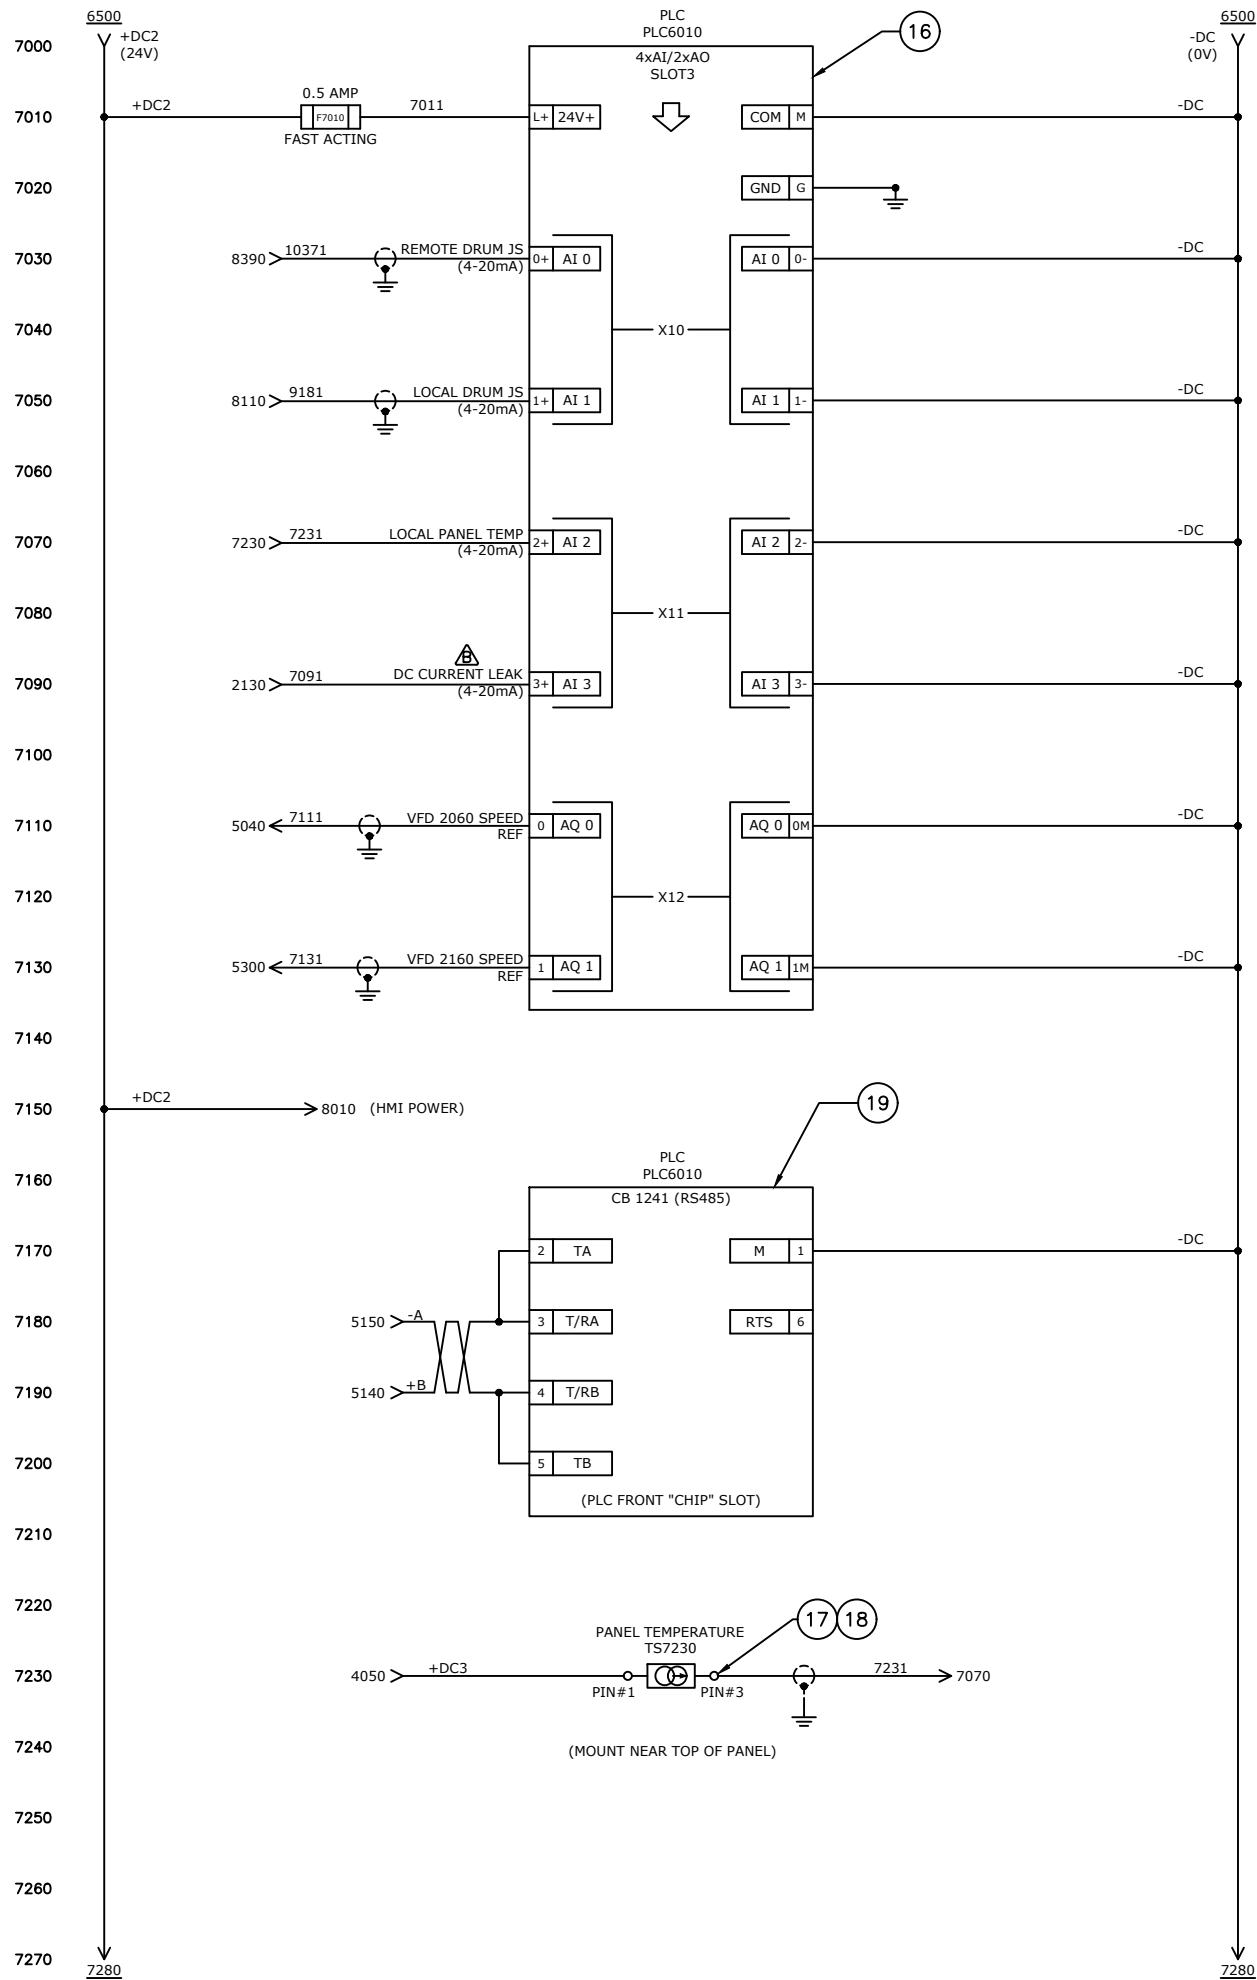 6500
PLC
6500
+DC2
PLC6010
16
-DC
7000
(24V)
4xAI/2xAO
(0V)
SLOT3
0.5 AMP
+DC2
7011
-DC
7010
F7010
L+ 24V+
COM M
FAST ACTING
7020
GND G
10371
REMOTE DRUM JS
-DC
7030
8390
0+ AI 0
AI 0 0-
(4-20mA)
7040
X10
9181
LOCAL DRUM JS
-DC
7050
8110
1+ AI 1
AI 1 1-
(4-20mA)
7060
7231
LOCAL PANEL TEMP
-DC
7070
7230
2+ AI 2
AI 2 2-
(4-20mA)
7080
X11
B
7091
DC CURRENT LEAK
-DC
7090
2130
3+ AI 3
AI 3 3-
(4-20mA)
7100
7111
VFD 2060 SPEED
-DC
7110
5040
0 AQ 0
AQ 0 0M
REF
7120
X12
7131
VFD 2160 SPEED
-DC
7130
5300
1 AQ 1
AQ 1 1M
REF
7140
+DC2
19
7150
8010 (HMI POWER)
PLC
7160
PLC6010
CB 1241 (RS485)
-DC
7170
2 TA
M 1
-A
7180
5150
3 T/RA
RTS 6
+B
7190
5140
4 T/RB
7200
5 TB
(PLC FRONT "CHIP" SLOT)
7210
7220
17 18
PANEL TEMPERATURE
TS7230
+DC3
7231
7230
4050
7070
PIN#1
PIN#3
7240
(MOUNT NEAR TOP OF PANEL)
7250
7260
7270
7280
7280